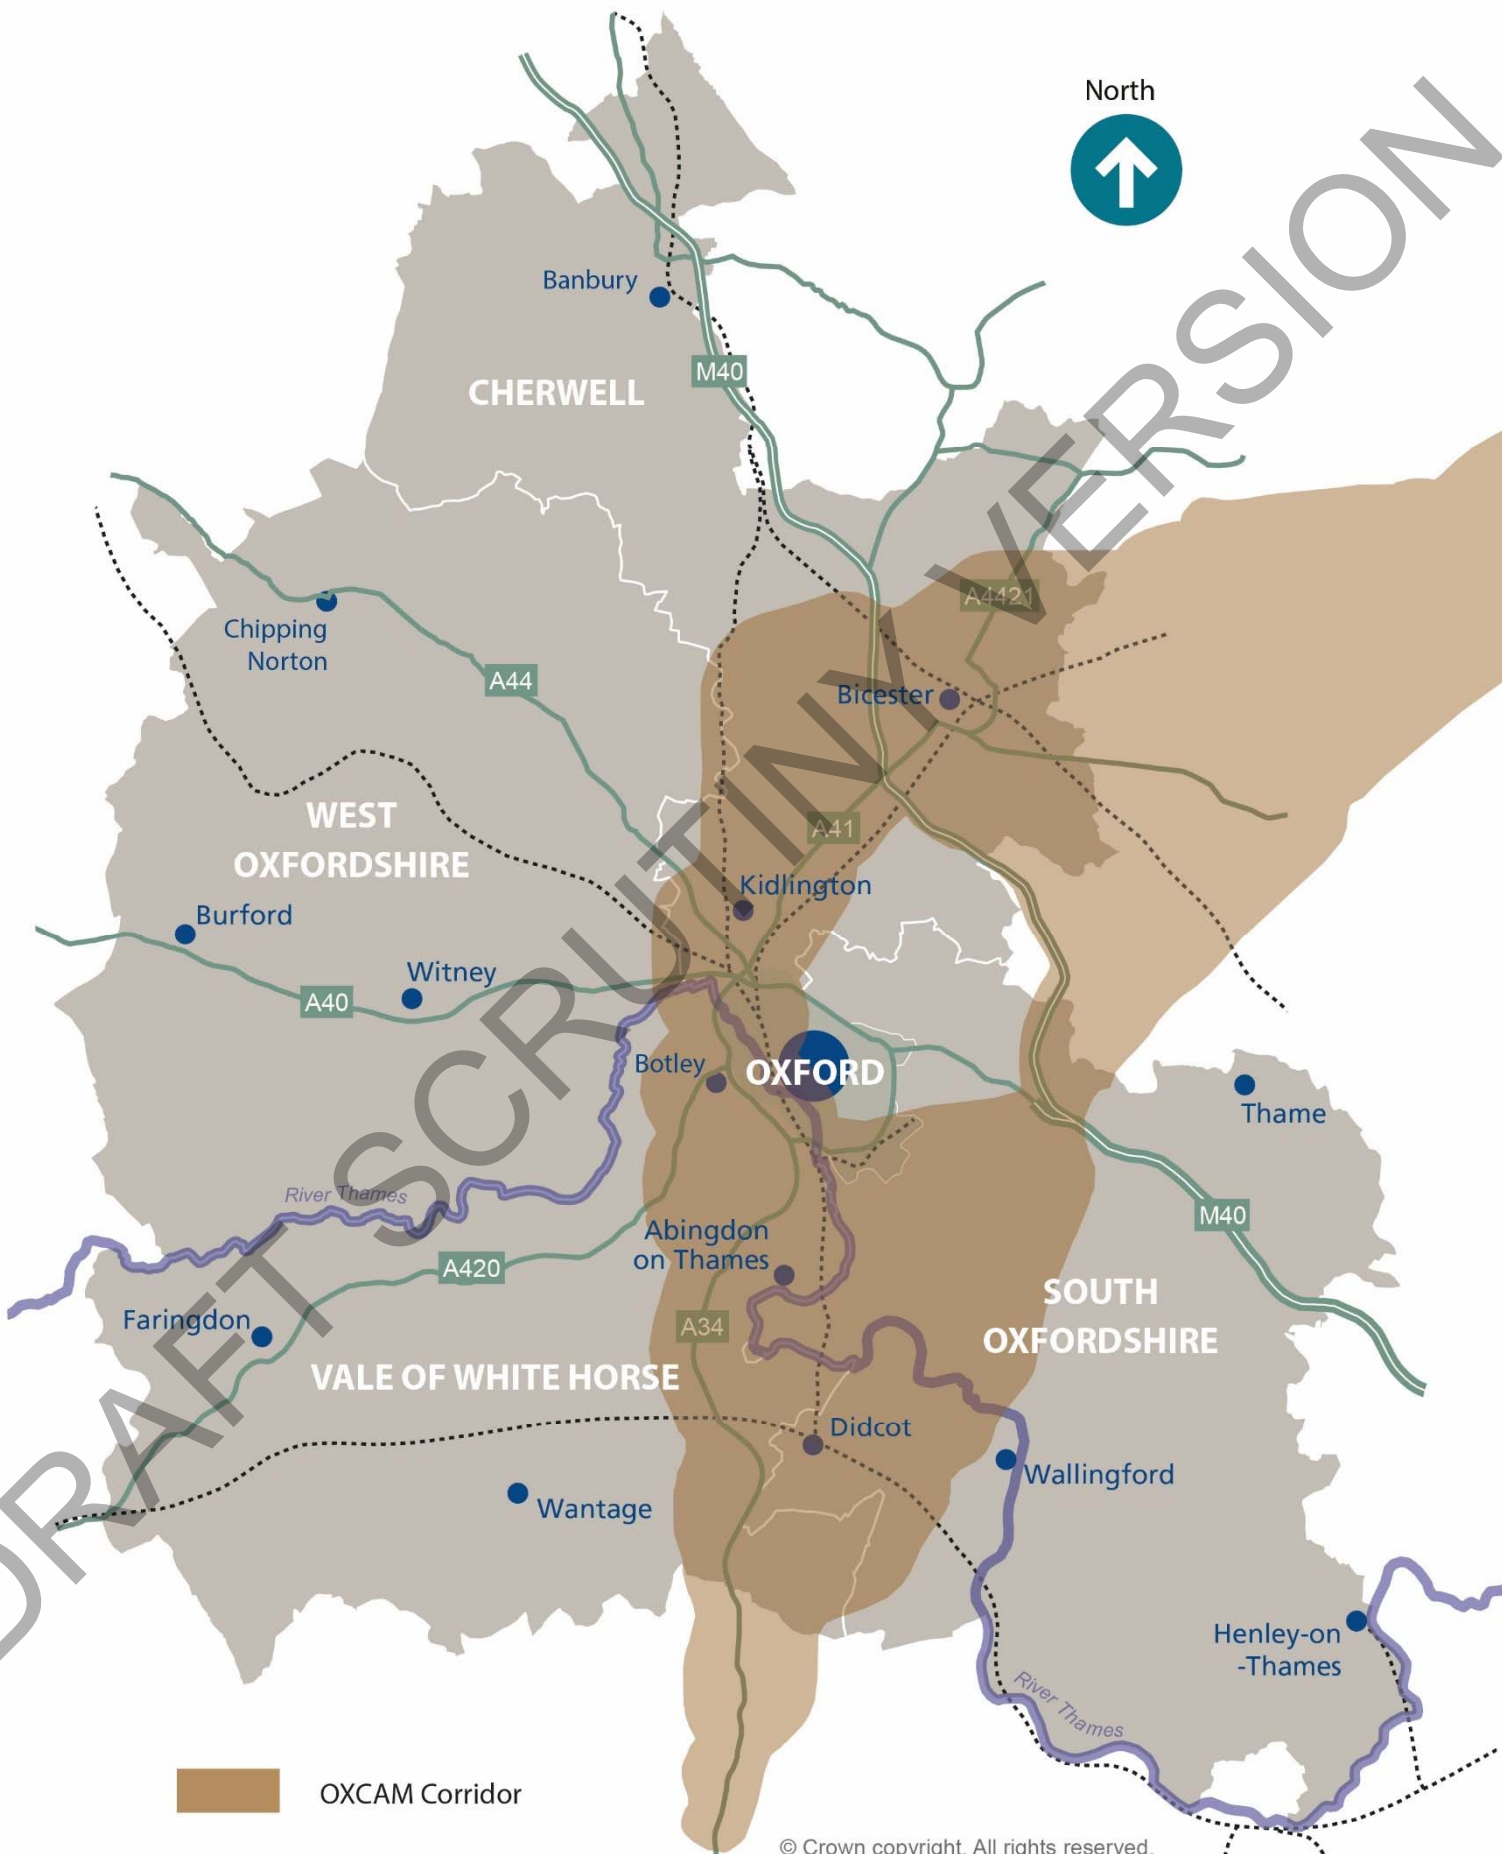 North
Banbury
M40
CHERWELL
A4421
Chipping
Norton
A44
Bicester
WEST
OXFORDSHIRE
A41
Kidlington
Burford
Witney
A40
Botley
OXFORD
Thame
River Thames
M40
Abingdon
on Thames
A420
SOUTH
OXFORDSHIRE
Faringdon
A34
VALE OF WHITE HORSE
Didcot
Wallingford
Wantage
Henley-on
-Thames
River Thames
OXCAM Corridor
© Crown copyright. All rights reserved.
DRAFT SCRUTINY VERSION